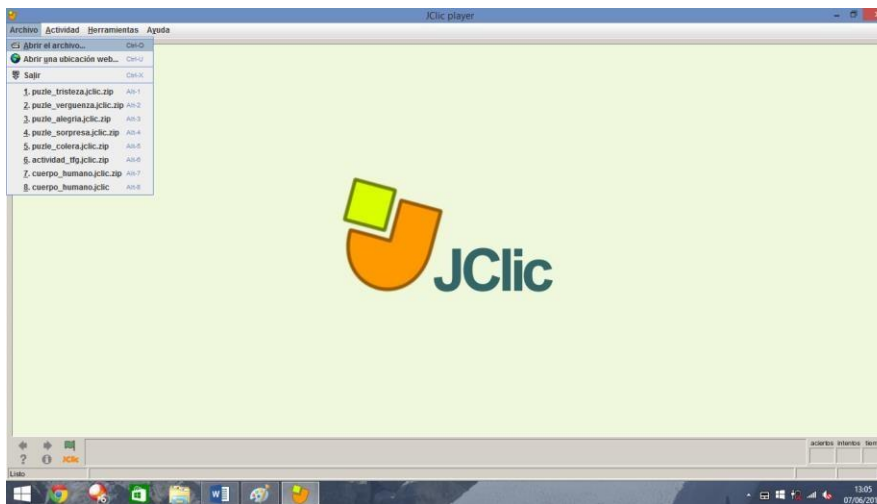 JClic player
Archivo Actividad Herramientas Ayuda
Abrir el archivo... Ctrl-O
Abrir una ubicación web... Ctrl-U
Salir Ctrl-X
1. puzle_tristeza.jclic.zip Alt-1
2. puzle_verguenza.jclic.zip Alt-2
3. puzle_alegria.jclic.zip Alt-3
4. puzle_sorpresa.jclic.zip Alt-4
5. puzle_colera.jclic.zip Alt-5
6. actividad_tfg.jclic.zip Alt-6
7. cuerpo_humano.jclic.zip Alt-7
8. cuerpo_humano.jclic Alt-8
JClic
aciertos intentos tiem
JClic
Listo
13:05
07/06/201